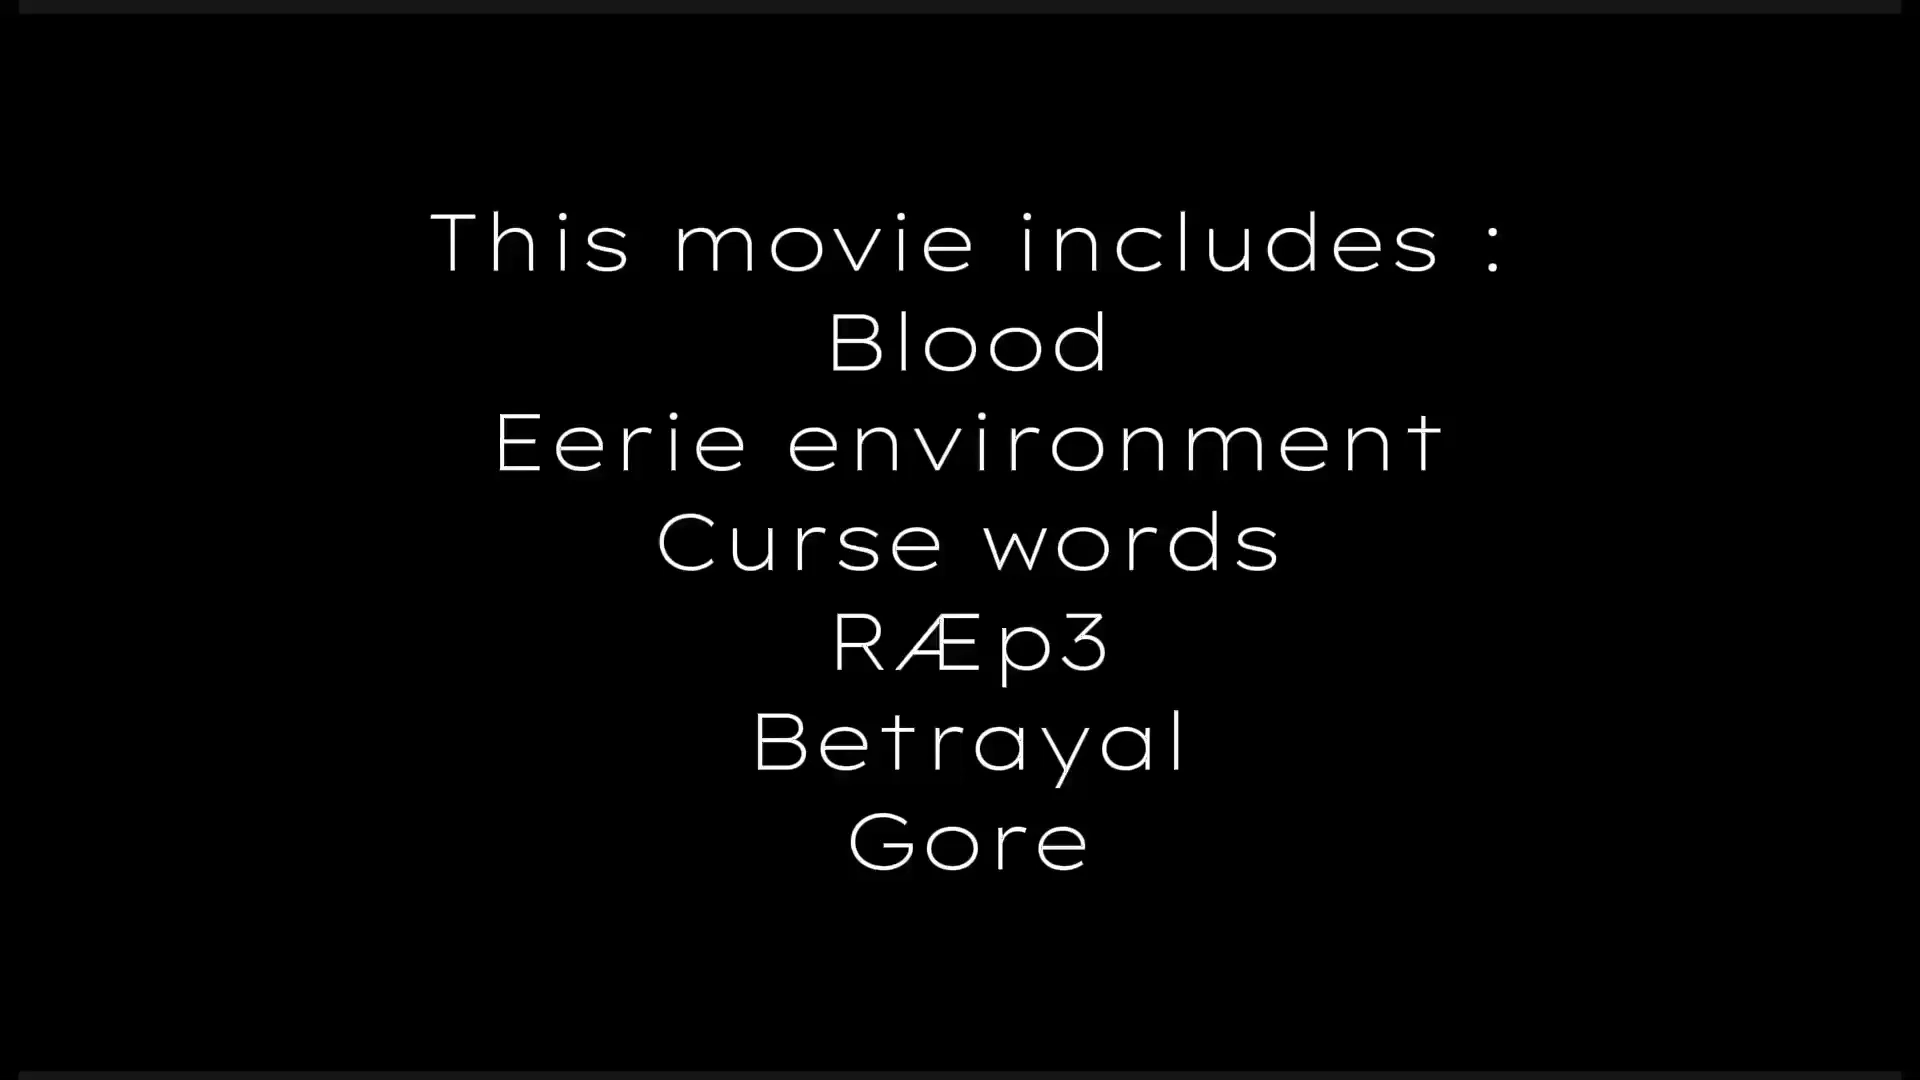 This movie includes :
Blood
Eerie environment
Curse words
RÆp3
Betrayal
Gore